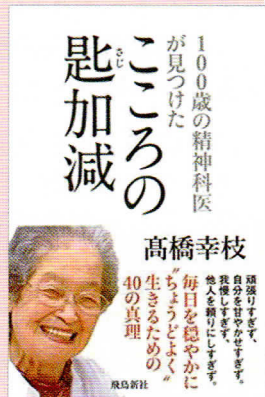 100歳の精神科医
が見つけた
こころの
匙加減
さじ
髙橋幸枝
頑張りすぎず、
自分を甘やかせすぎず。
我慢しすぎず、
他人を頼りにしすぎず。
毎日を穏やかに
“ちょうどよく”
生きるための
40の真理
飛鳥新社